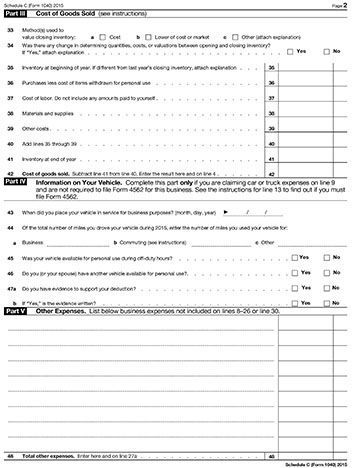 Schedule C (Form 1040) 2015 Page 2
Part III Cost of Goods Sold (see instructions)
33 Method(s) used to
value closing inventory: a Cost b Lower of cost or market c Other (attach explanation)
34 Was there any change in determining quantities, costs, or valuations between opening and closing inventory?
If "Yes," attach explanation Yes No
35 Inventory at beginning of year. If different from last year's closing inventory, attach explanation 35
36 Purchases less cost of items withdrawn for personal use 36
37 Cost of labor. Do not include any amounts paid to yourself 37
38 Materials and supplies 38
39 Other costs 39
40 Add lines 35 through 39 40
41 Inventory at end of year 41
42 Cost of goods sold. Subtract line 41 from line 40. Enter the result here and on line 4 42
Part IV Information on Your Vehicle. Complete this part only if you are claiming car or truck expenses on line 9
and are not required to file Form 4562 for this business. See the instructions for line 13 to find out if you must
file Form 4562.
43 When did you place your vehicle in service for business purposes? (month, day, year) ▶ / /
44 Of the total number of miles you drove your vehicle during 2015, enter the number of miles you used your vehicle for:
a Business b Commuting (see instructions) c Other
45 Was your vehicle available for personal use during off-duty hours? Yes No
46 Do you (or your spouse) have another vehicle available for personal use? Yes No
47a Do you have evidence to support your deduction? Yes No
b If "Yes," is the evidence written? Yes No
Part V Other Expenses. List below business expenses not included on lines 8–26 or line 30.
48 Total other expenses. Enter here and on line 27a 48
Schedule C (Form 1040) 2015